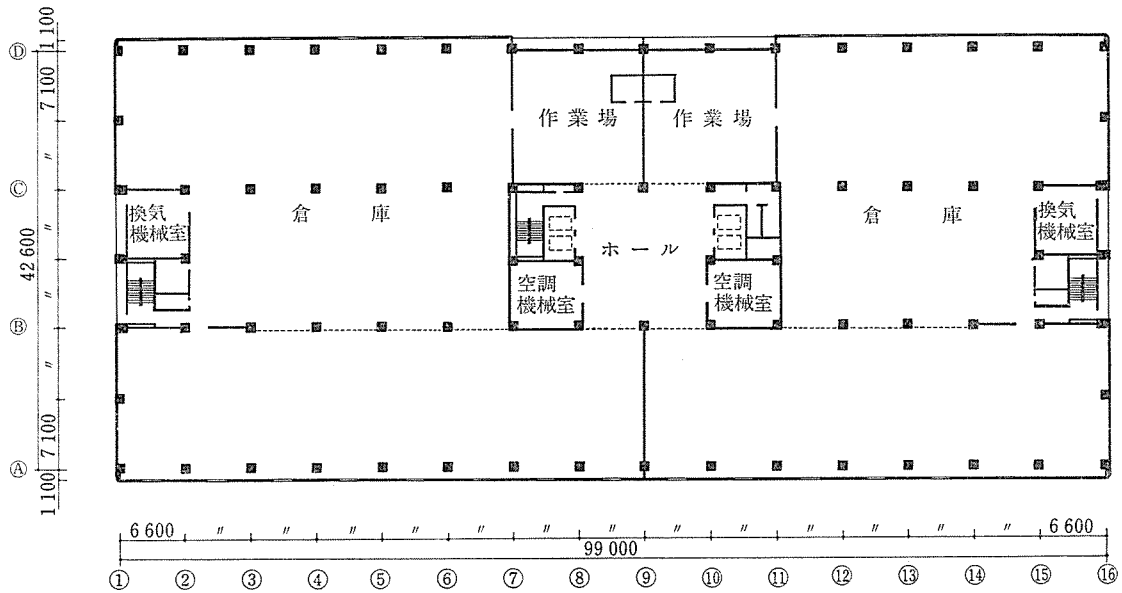 1 100
Ⓓ
7 100
〃
作業場
作業場
Ⓒ
〃
倉庫
倉庫
換気
機械室
換気
機械室
ホール
42 600
〃
空調
機械室
空調
機械室
Ⓑ
〃
7 100
Ⓐ
1 100
6 600 〃 〃 〃 〃 〃 〃 〃 〃 〃 〃 〃 〃 〃 6 600
99 000
① ② ③ ④ ⑤ ⑥ ⑦ ⑧ ⑨ ⑩ ⑪ ⑫ ⑬ ⑭ ⑮ ⑯